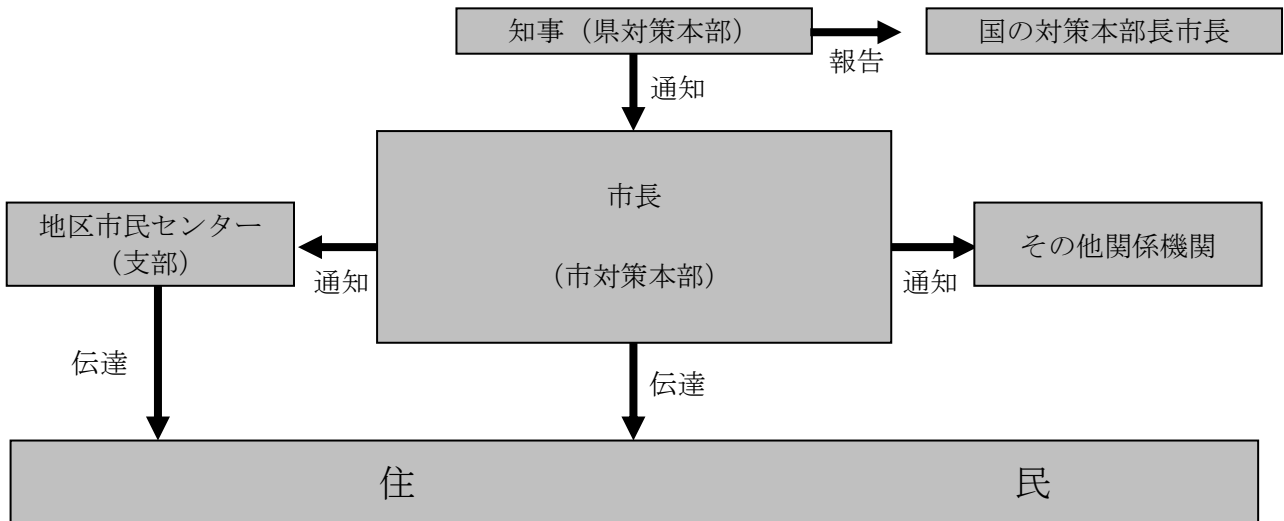 知事（県対策本部）
国の対策本部長市長
報告
通知
市長
（市対策本部）
地区市民センター
（支部）
その他関係機関
通知
通知
伝達
伝達
住 民